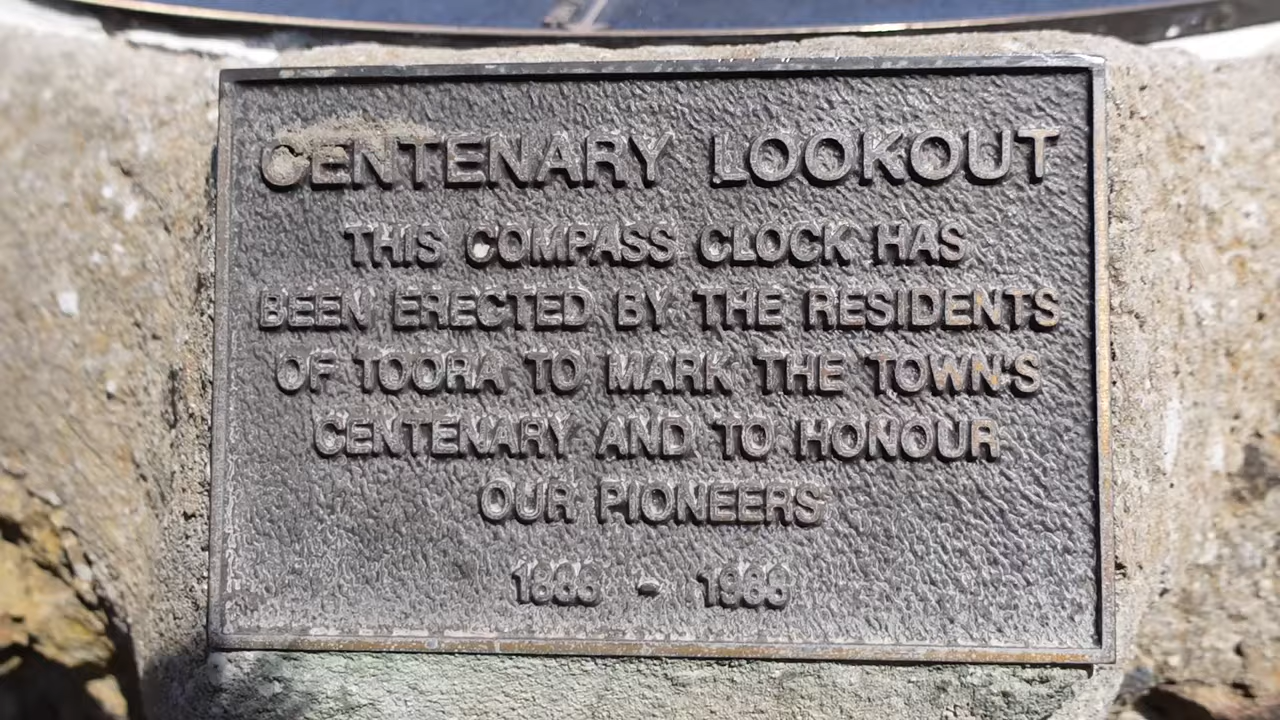 CENTENARY LOOKOUT
THIS COMPASS CLOCK HAS
BEEN ERECTED BY THE RESIDENTS
OF TOORA TO MARK THE TOWN'S
CENTENARY AND TO HONOUR
OUR PIONEERS
1888 - 1988